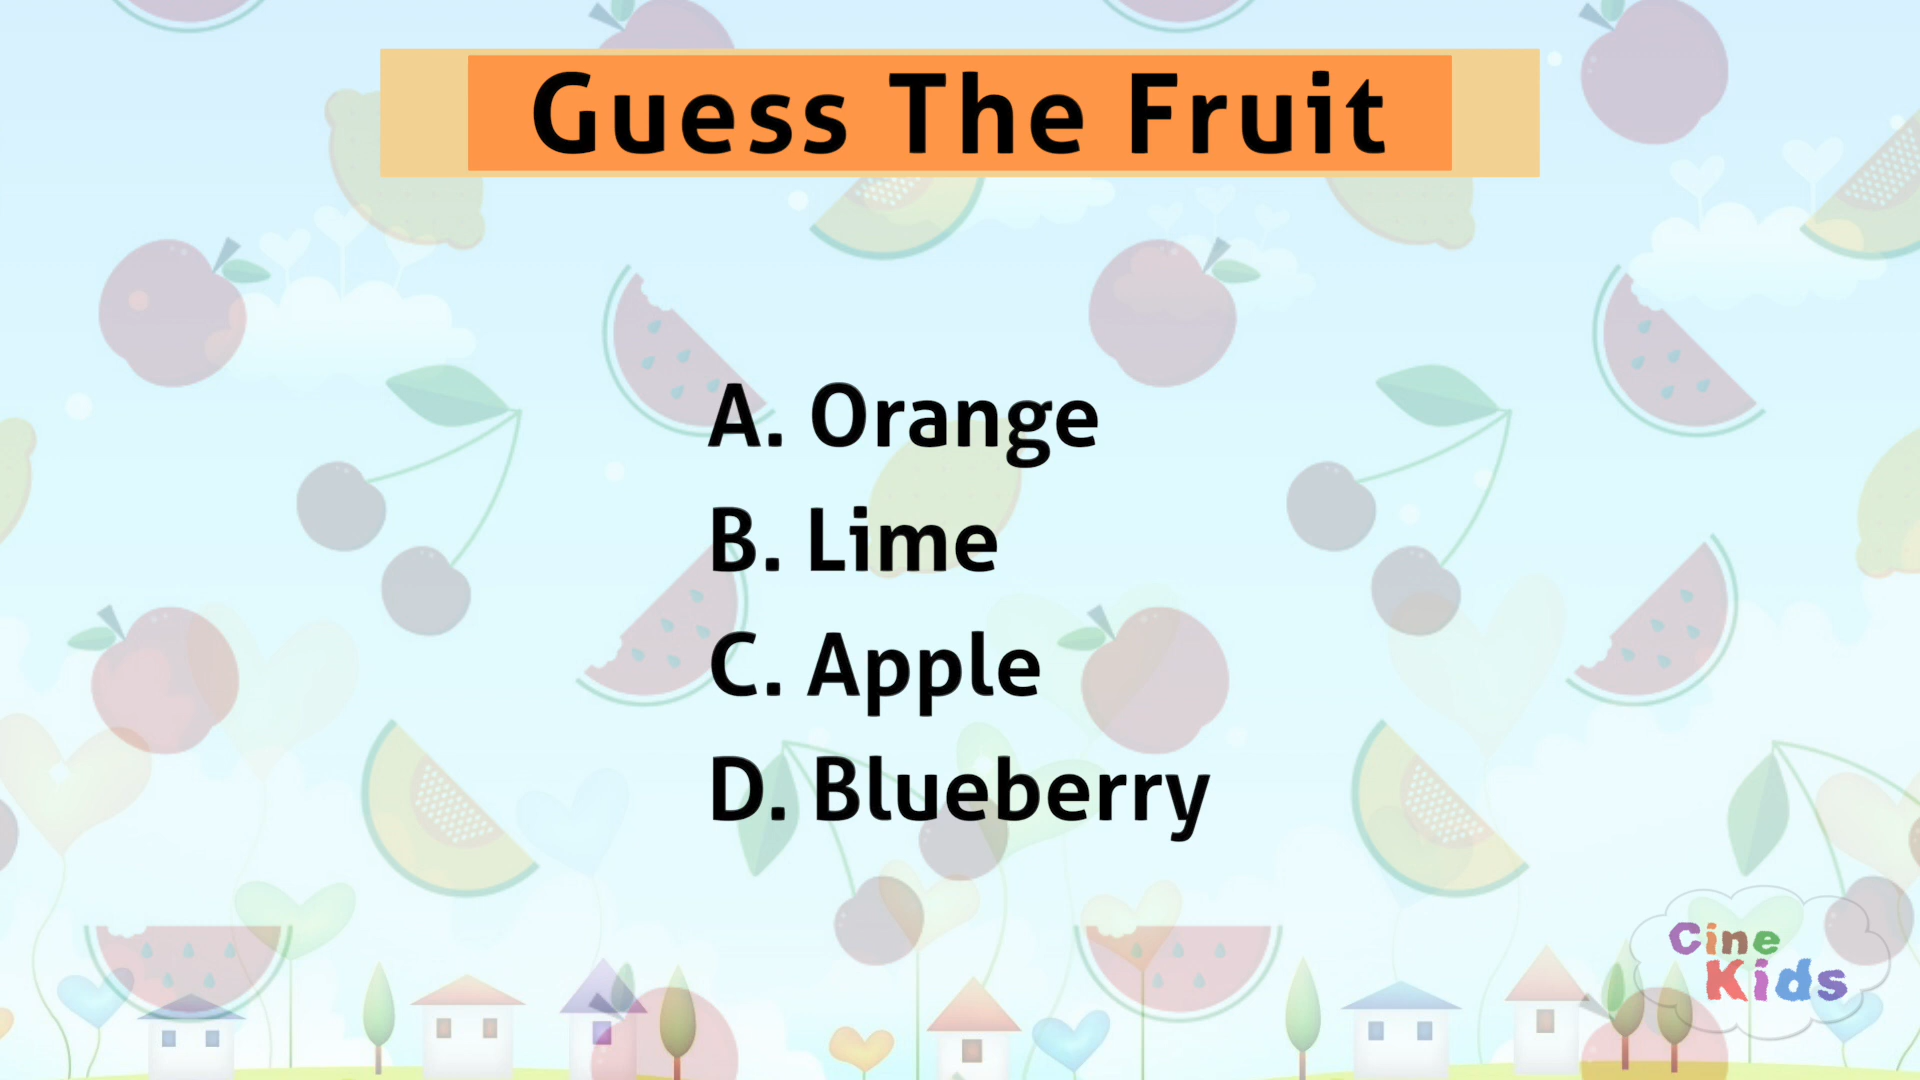 Guess The Fruit
A. Orange
B. Lime
C. Apple
D. Blueberry
Cine
Kids